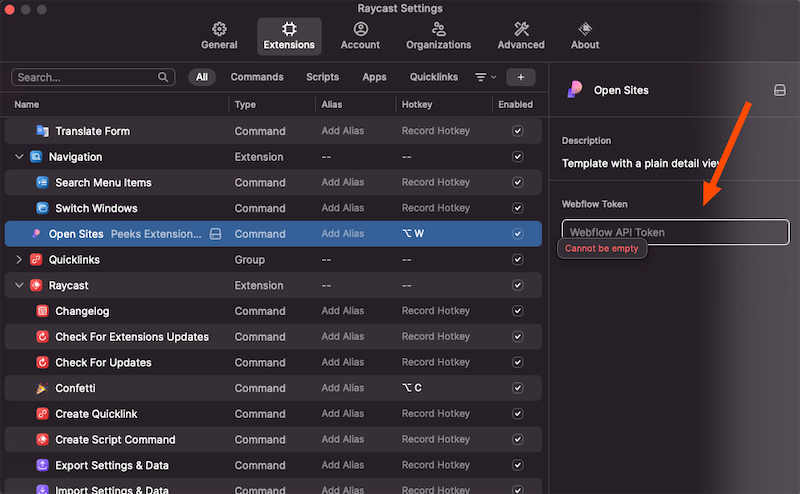 Raycast Settings
General Extensions Account Organizations Advanced About
Search... All Commands Scripts Apps Quicklinks +
Name Type Alias Hotkey Enabled
Translate Form Command Add Alias Record Hotkey
Navigation Extension -- --
Search Menu Items Command Add Alias Record Hotkey
Switch Windows Command Add Alias Record Hotkey
Open Sites Peeks Extension... Command Add Alias ⌥ W
Quicklinks Group -- --
Raycast Extension -- --
Changelog Command Add Alias Record Hotkey
Check For Extensions Updates Command Add Alias Record Hotkey
Check For Updates Command Add Alias Record Hotkey
Confetti Command Add Alias ⌥ C
Create Quicklink Command Add Alias Record Hotkey
Create Script Command Command Add Alias Record Hotkey
Export Settings & Data Command Add Alias Record Hotkey
Import Settings & Data Command Add Alias Record Hotkey
Open Sites
Description
Template with a plain detail view
Webflow Token
Webflow API Token
Cannot be empty